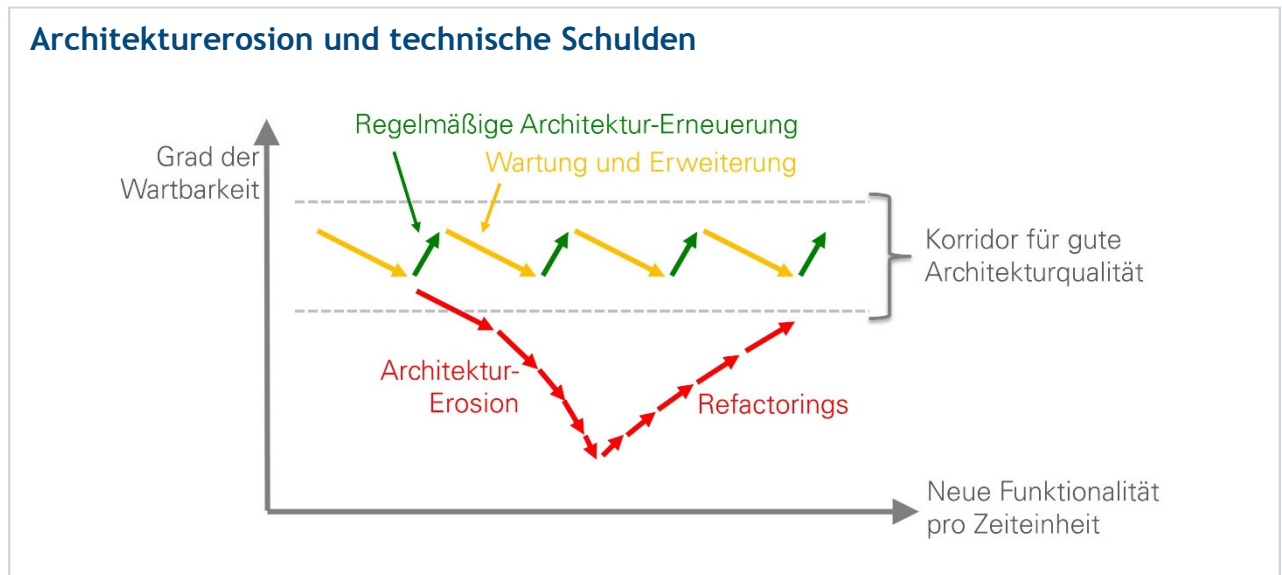 Architekturerosion und technische Schulden
Regelmäßige Architektur-Erneuerung
Grad der
Wartbarkeit
Wartung und Erweiterung
Korridor für gute
Architekturqualität
Architektur-
Erosion
Refactorings
Neue Funktionalität
pro Zeiteinheit